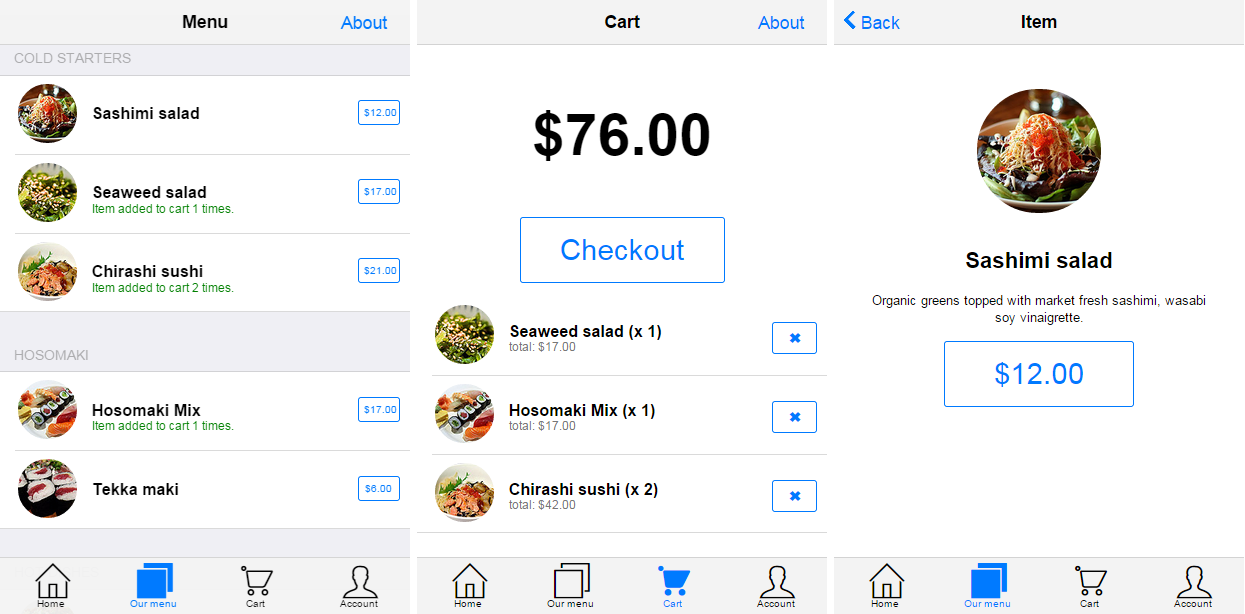 Menu
About
COLD STARTERS
Sashimi salad
$12.00
Seaweed salad
$17.00
Item added to cart 1 times.
Chirashi sushi
$21.00
Item added to cart 2 times.
HOSOMAKI
Hosomaki Mix
$17.00
Item added to cart 1 times.
Tekka maki
$6.00
Home
Our menu
Cart
Account
Cart
About
$76.00
Checkout
Seaweed salad (x 1)
total: $17.00
Hosomaki Mix (x 1)
total: $17.00
Chirashi sushi (x 2)
total: $42.00
Home
Our menu
Cart
Account
Back
Item
Sashimi salad
Organic greens topped with market fresh sashimi, wasabi
soy vinaigrette.
$12.00
Home
Our menu
Cart
Account